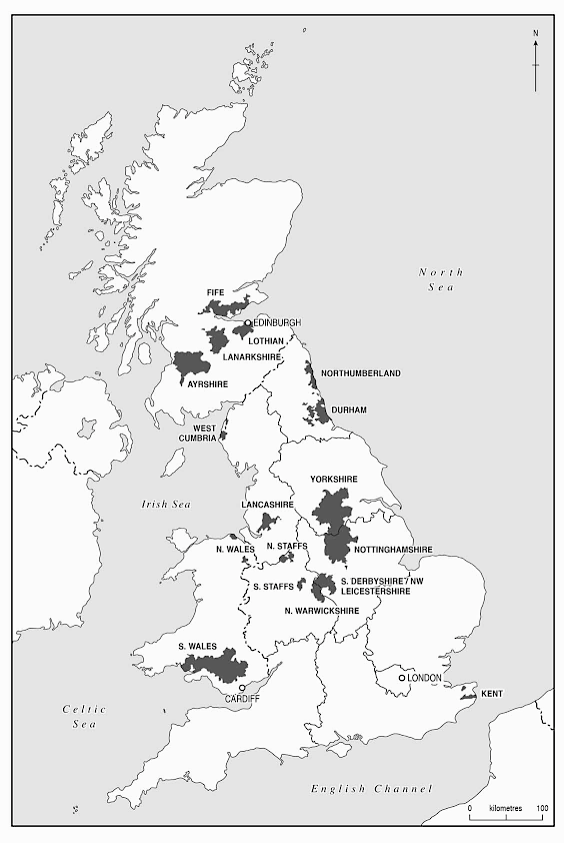 N
North
Sea
FIFE
EDINBURGH
LOTHIAN
LANARKSHIRE
AYRSHIRE
NORTHUMBERLAND
DURHAM
WEST
CUMBRIA
YORKSHIRE
Irish Sea
LANCASHIRE
N. WALES
N. STAFFS
NOTTINGHAMSHIRE
S. STAFFS
S. DERBYSHIRE / NW
LEICESTERSHIRE
N. WARWICKSHIRE
S. WALES
CARDIFF
LONDON
KENT
Celtic
Sea
English Channel
0 kilometres 100